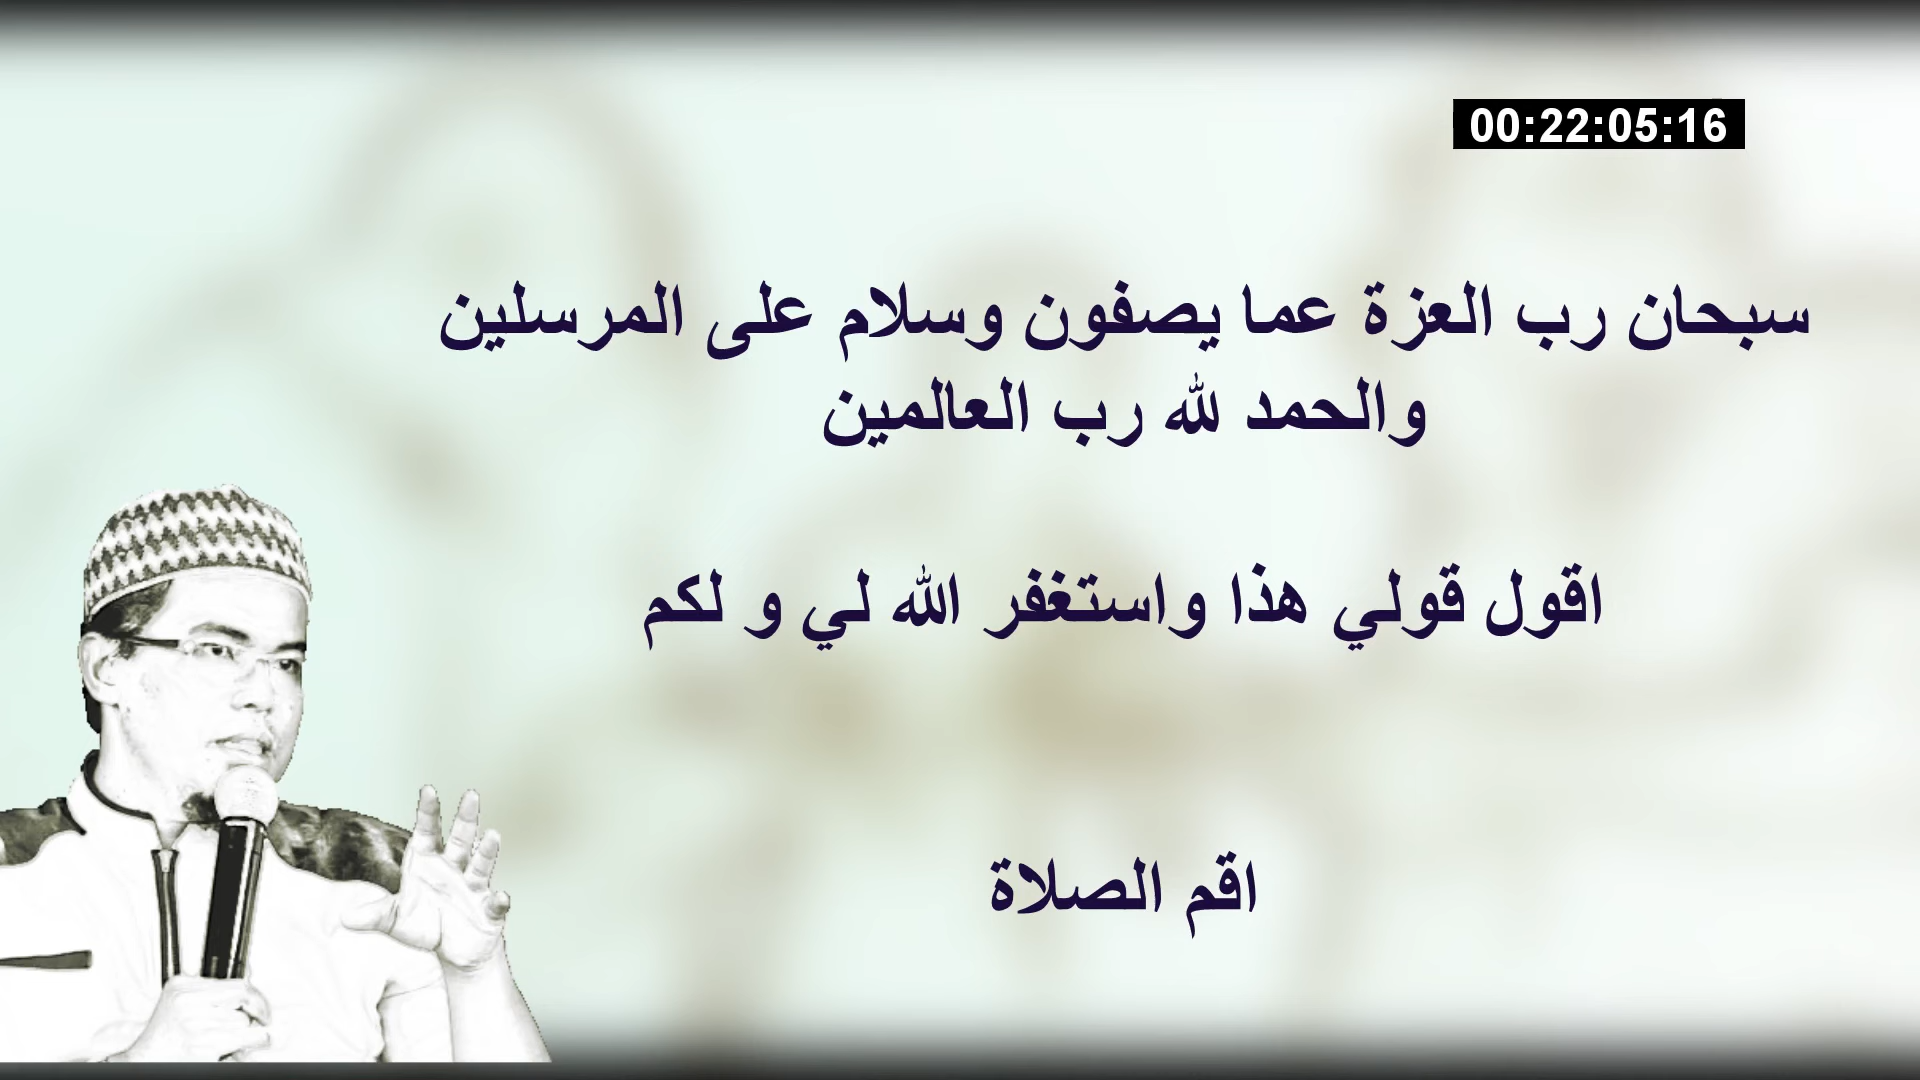 00:22:05:16
سبحان رب العزة عما يصفون وسلام على المرسلين
والحمد لله رب العالمين
اقول قولي هذا واستغفر الله لي و لكم
اقم الصلاة